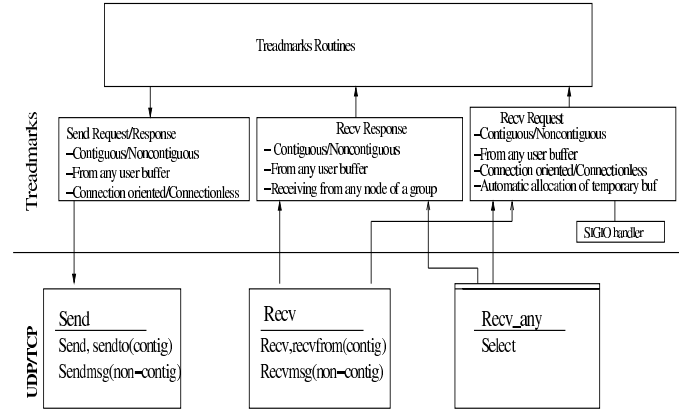 Treadmarks Routines
Treadmarks
Send Request/Response
−Contiguous/Noncontiguous
−From any user buffer
−Connection oriented/Connectionless
Recv Response
− Contiguous/Noncontiguous
−From any user buffer
−Receiving from any node of a group
Recv Request
−Contiguous/Noncontiguous
−From any user buffer
−Connection oriented/Connectionless
−Automatic allocation of temporary buf
SIGIO handler
UDP/TCP
Send
Send, sendto(contig)
Sendmsg(non−contig)
Recv
Recv,recvfrom(contig)
Recvmsg(non−contig)
Recv_any
Select